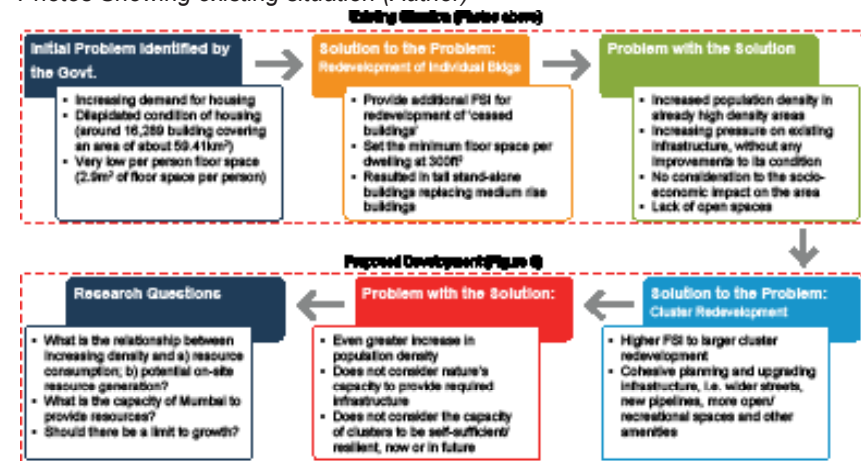 Photos Showing existing situation (Author)
Existing Situation (Photos above)
Initial Problem Identified by
the Govt.
• Increasing demand for housing
• Dilapidated condition of housing
(around 16,289 building covering
an area of about 59.41km²)
• Very low per person floor space
(2.9m² of floor space per person)
Solution to the Problem:
Redevelopment of Individual Bldgs
• Provide additional FSI for
redevelopment of 'cessed
buildings'
• Set the minimum floor space per
dwelling at 300ft²
• Resulted in tall stand-alone
buildings replacing medium rise
buildings
Problem with the Solution
• Increased population density in
already high density areas
• Increasing pressure on existing
infrastructure, without any
improvements to its condition
• No consideration to the socio-
economic impact on the area
• Lack of open spaces
Proposed Development (Figure 6)
Research Questions
• What is the relationship between
increasing density and a) resource
consumption; b) potential on-site
resource generation?
• What is the capacity of Mumbai to
provide resources?
• Should there be a limit to growth?
Problem with the Solution:
• Even greater increase in
population density
• Does not consider nature's
capacity to provide required
infrastructure
• Does not consider the capacity
of clusters to be self-sufficient/
resilient, now or in future
Solution to the Problem:
Cluster Redevelopment
• Higher FSI to larger cluster
redevelopment
• Cohesive planning and upgrading
infrastructure, i.e. wider streets,
new pipelines, more open/
recreational spaces and other
amenities